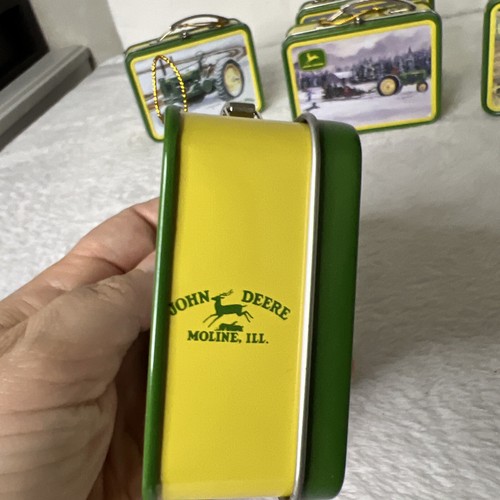 JOHN DEERE
MOLINE, ILL.